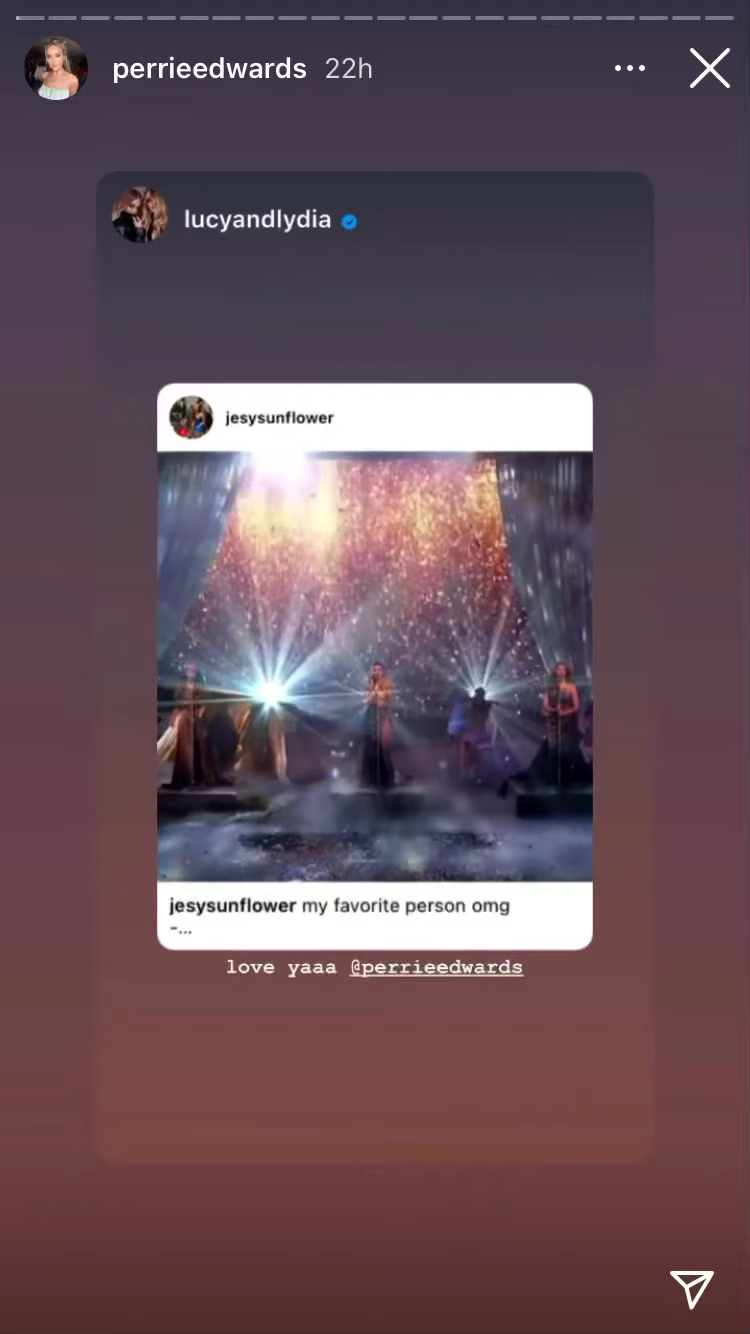 perrieedwards 22h
lucyandlydia
jesysunflower
jesysunflower my favorite person omg
-...
love yaaa @perrieedwards